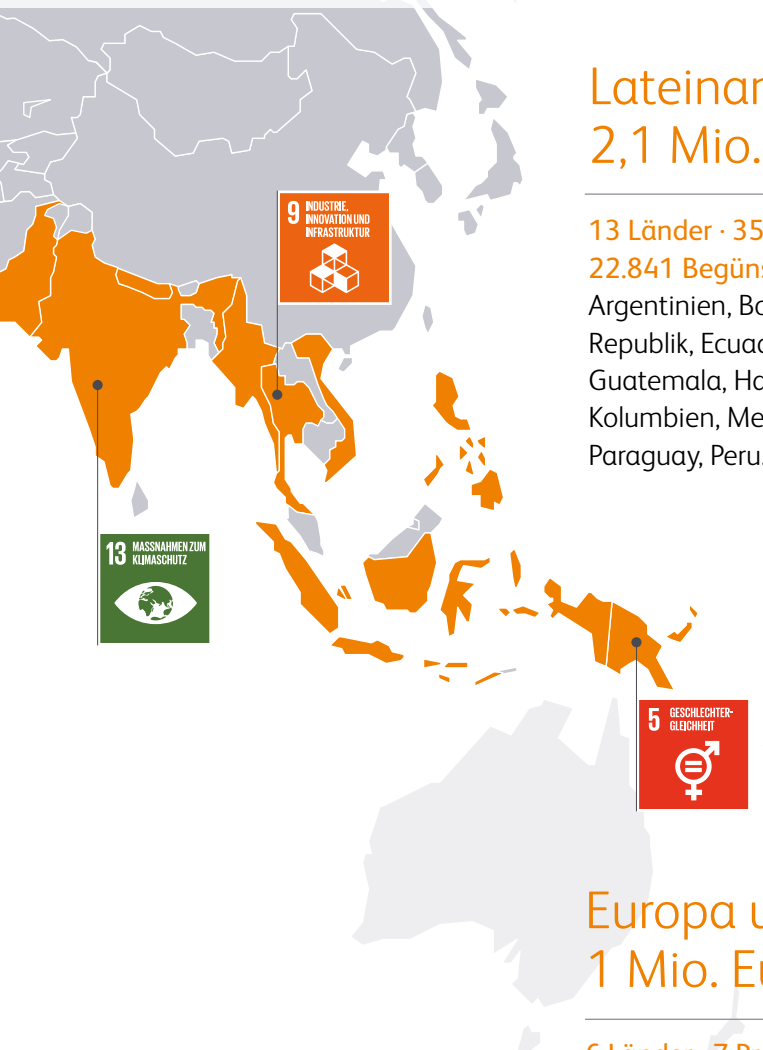 Lateinar
2,1 Mio.
13 Länder · 35
22.841 Begüns
Argentinien, Bo
Republik, Ecuad
Guatemala, Ha
Kolumbien, Me
Paraguay, Peru,
9 INDUSTRIE,
INNOVATION UND
INFRASTRUKTUR
13 MASSNAHMEN ZUM
KLIMASCHUTZ
5 GESCHLECHTER-
GLEICHHEIT
Europa u
1 Mio. Eu